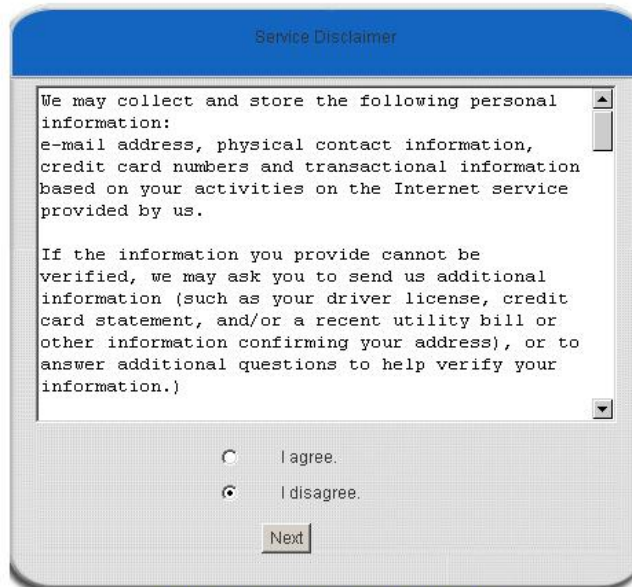 Service Disclaimer
We may collect and store the following personal
information:
e-mail address, physical contact information,
credit card numbers and transactional information
based on your activities on the Internet service
provided by us.
If the information you provide cannot be
verified, we may ask you to send us additional
information (such as your driver license, credit
card statement, and/or a recent utility bill or
other information confirming your address), or to
answer additional questions to help verify your
information.)
I agree.
I disagree.
Next